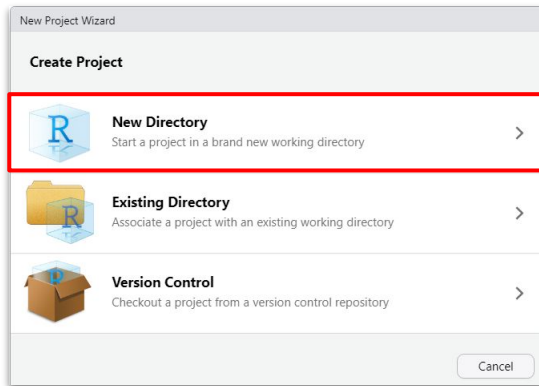 New Project Wizard
Create Project
New Directory
Start a project in a brand new working directory
Existing Directory
Associate a project with an existing working directory
Version Control
Checkout a project from a version control repository
Cancel